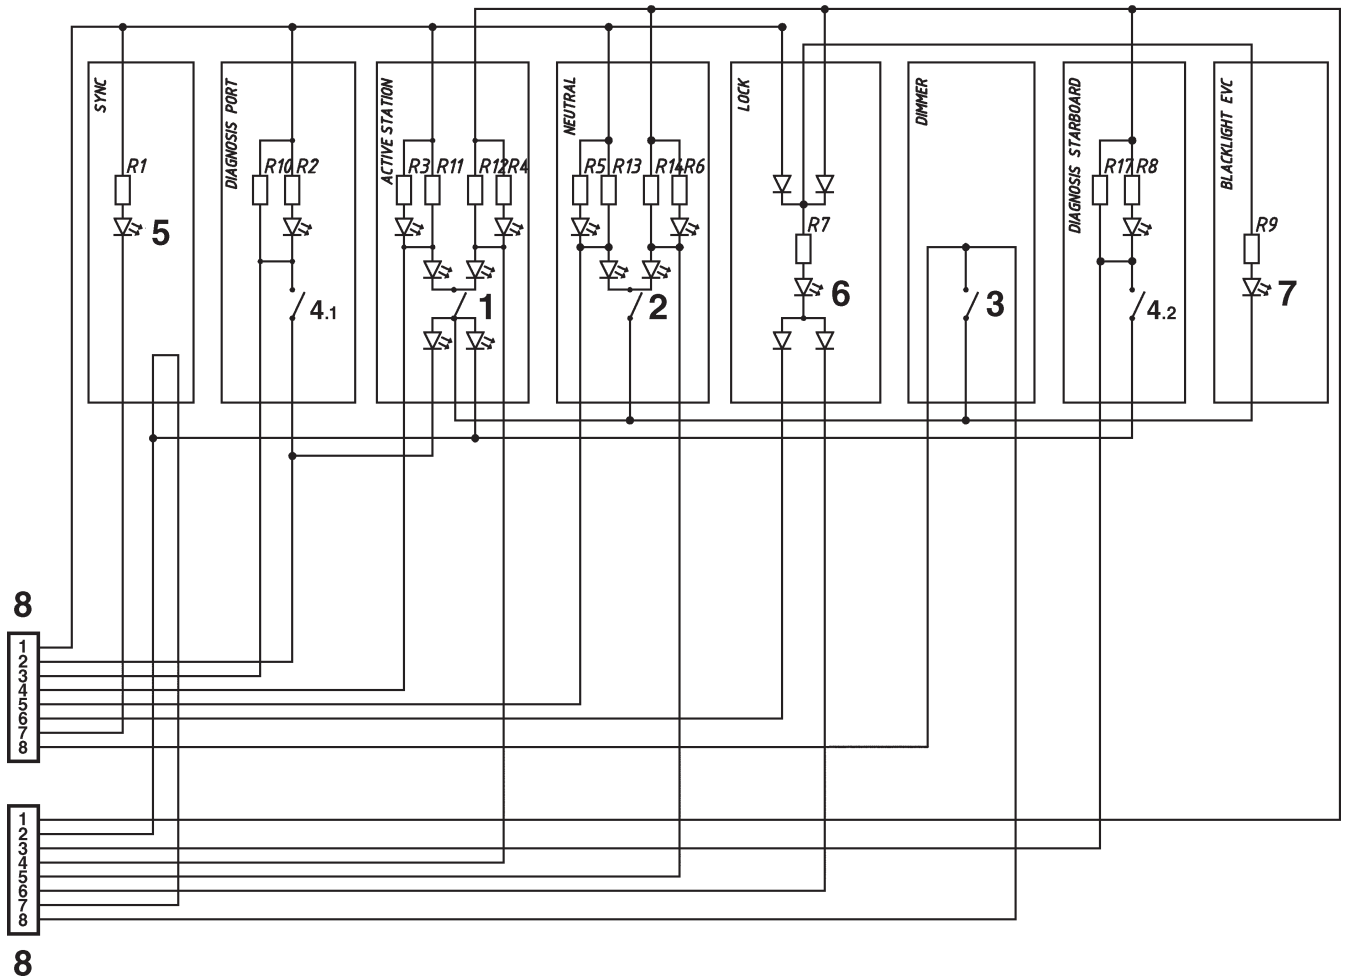 SYNC
DIAGNOSIS PORT
ACTIVE STATION
NEUTRAL
LOCK
DIMMER
DIAGNOSIS STARBOARD
BLACKLIGHT EVC
R1
R10 R2
R3 R11 R12 R4
R5 R13 R14 R6
R17 R8
R7
R9
5
4.1
1
2
6
3
4.2
7
8
1
2
3
4
5
6
7
8
1
2
3
4
5
6
7
8
8